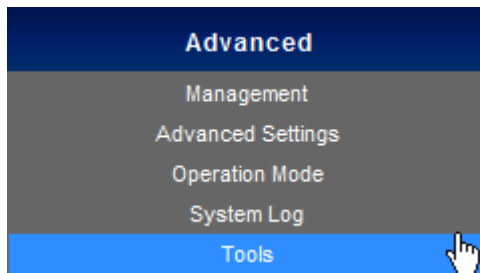 Advanced
Management
Advanced Settings
Operation Mode
System Log
Tools